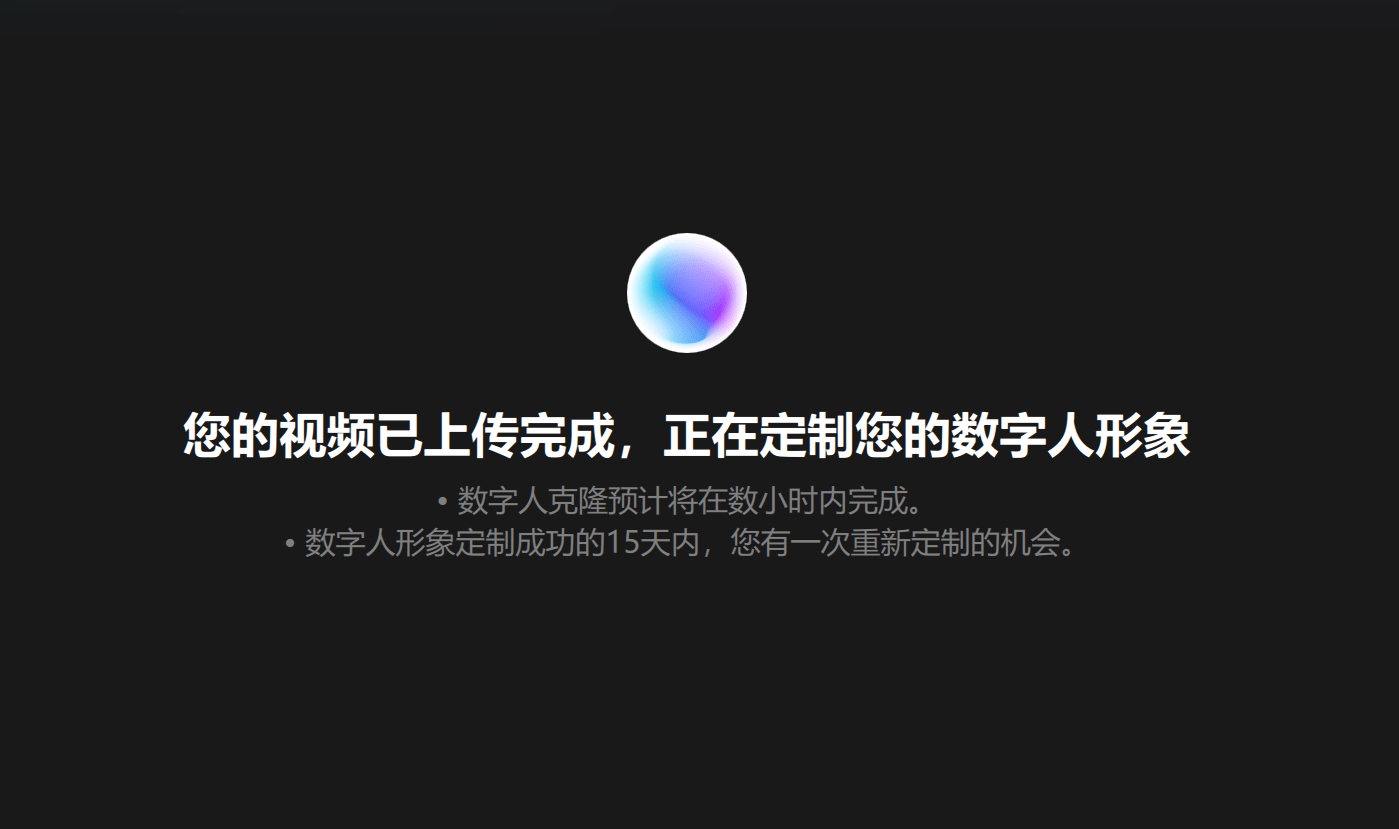 您的视频已上传完成，正在定制您的数字人形象
• 数字人克隆预计将在数小时内完成。
• 数字人形象定制成功的15天内，您有一次重新定制的机会。